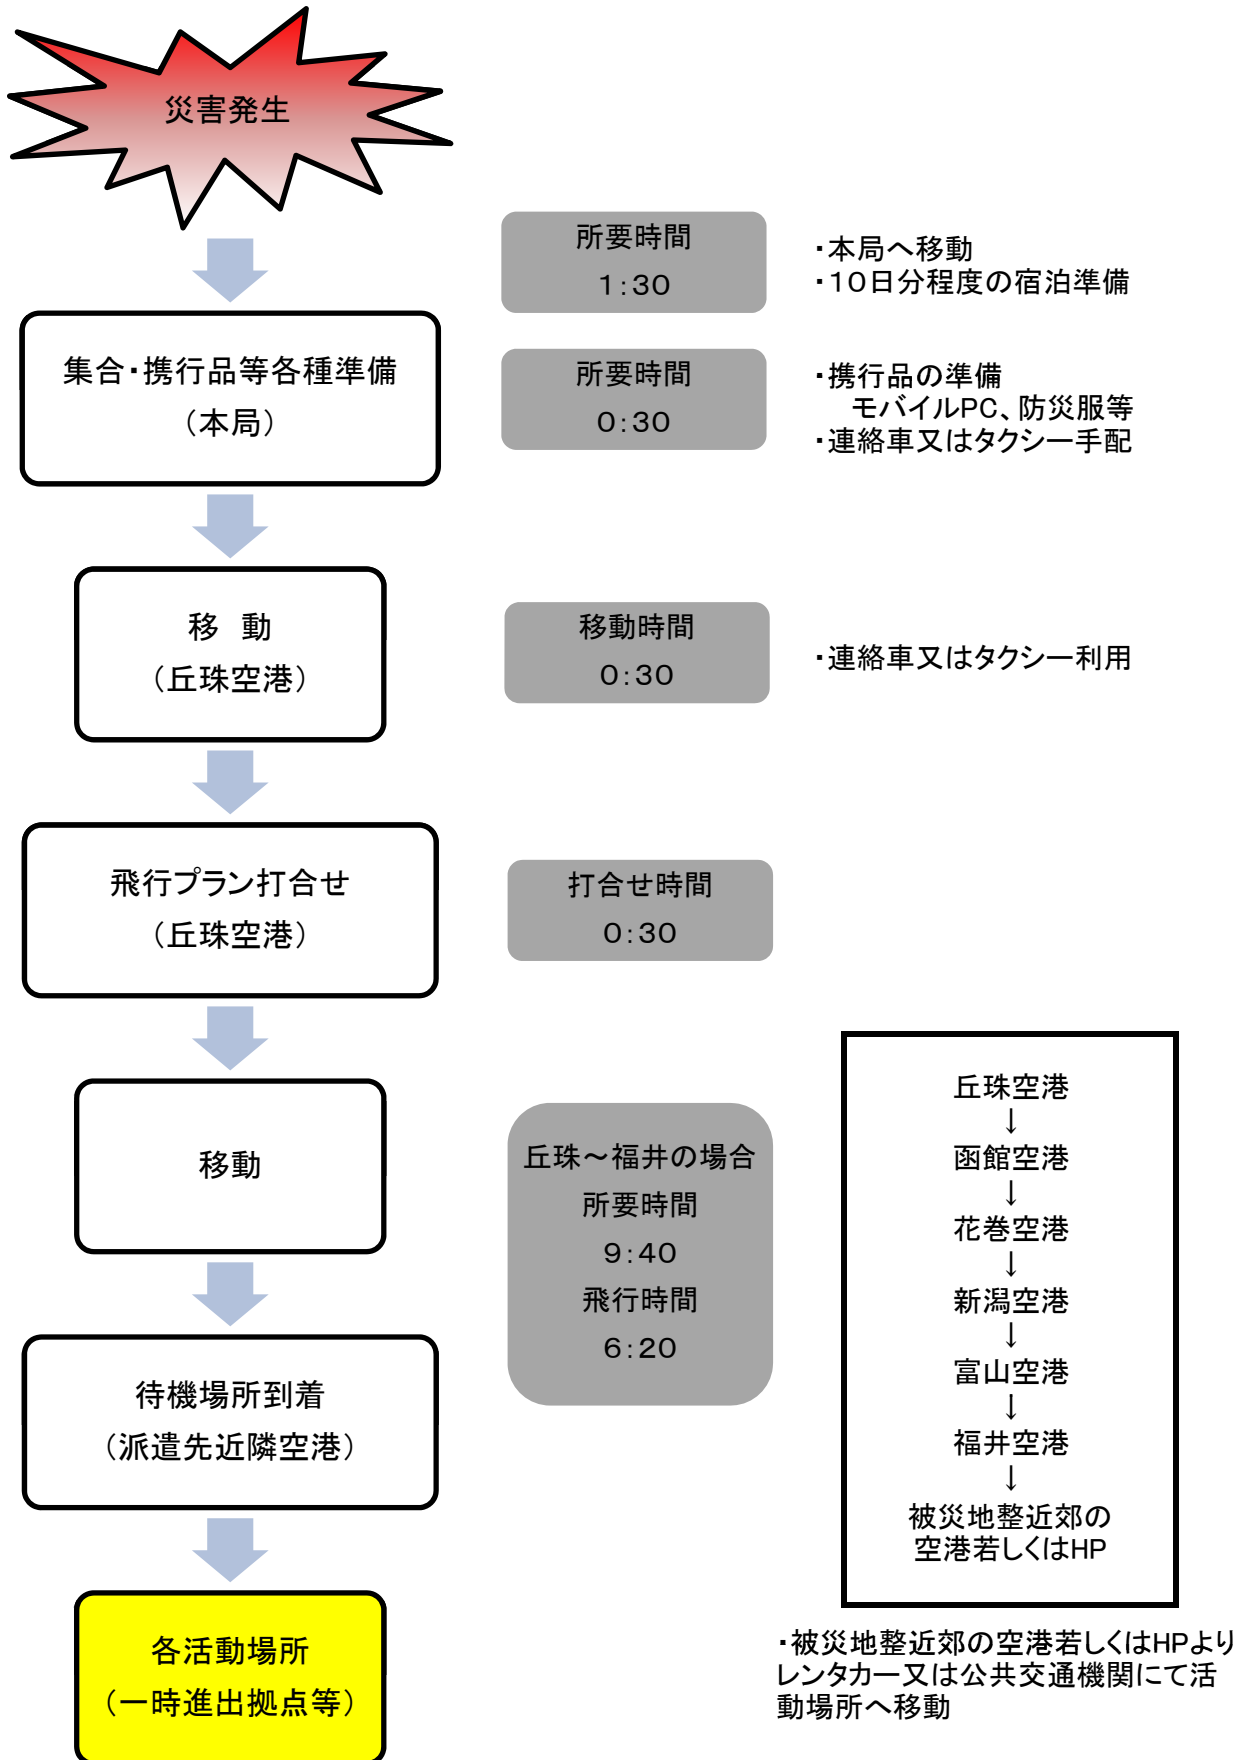 災害発生
所要時間
1:30
・本局へ移動
・10日分程度の宿泊準備
集合・携行品等各種準備
（本局）
所要時間
0:30
・携行品の準備
モバイルPC、防災服等
・連絡車又はタクシー手配
移　動
（丘珠空港）
移動時間
0:30
・連絡車又はタクシー利用
飛行プラン打合せ
（丘珠空港）
打合せ時間
0:30
移動
丘珠～福井の場合
所要時間
9:40
飛行時間
6:20
丘珠空港
↓
函館空港
↓
花巻空港
↓
新潟空港
↓
富山空港
↓
福井空港
↓
被災地整近郊の
空港若しくはHP
待機場所到着
（派遣先近隣空港）
各活動場所
（一時進出拠点等）
・被災地整近郊の空港若しくはHPより
レンタカー又は公共交通機関にて活
動場所へ移動